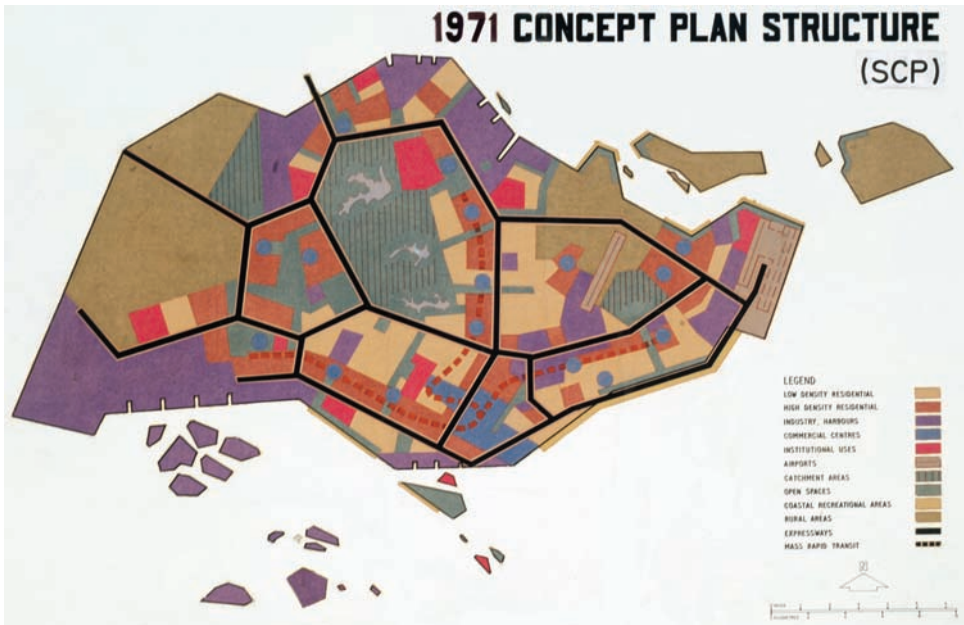 1971 CONCEPT PLAN STRUCTURE
(SCP)
LEGEND
LOW DENSITY RESIDENTIAL
HIGH DENSITY RESIDENTIAL
INDUSTRY, HARBOURS
COMMERCIAL CENTRES
INSTITUTIONAL USES
AIRPORTS
CATCHMENT AREAS
OPEN SPACES
COASTAL RECREATIONAL AREAS
RURAL AREAS
EXPRESSWAYS
MASS RAPID TRANSIT